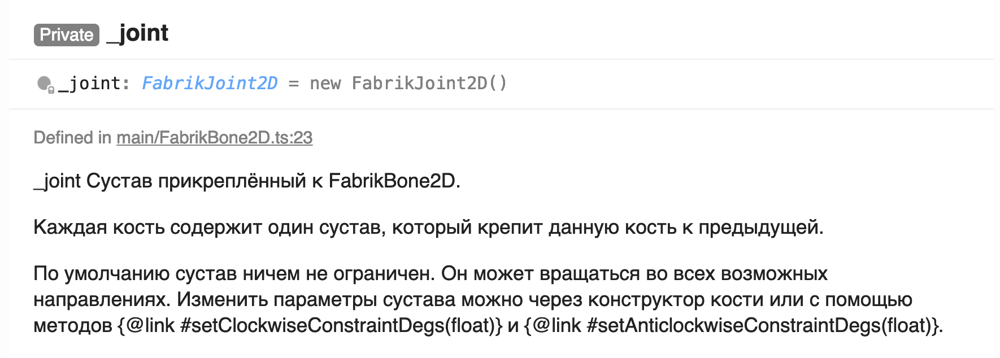 Private _joint
_joint: FabrikJoint2D = new FabrikJoint2D()
Defined in main/FabrikBone2D.ts:23
_joint Сустав прикреплённый к FabrikBone2D.
Каждая кость содержит один сустав, который крепит данную кость к предыдущей.
По умолчанию сустав ничем не ограничен. Он может вращаться во всех возможных
направлениях. Изменить параметры сустава можно через конструктор кости или с помощью
методов {@link #setClockwiseConstraintDegs(float)} и {@link #setAnticlockwiseConstraintDegs(float)}.